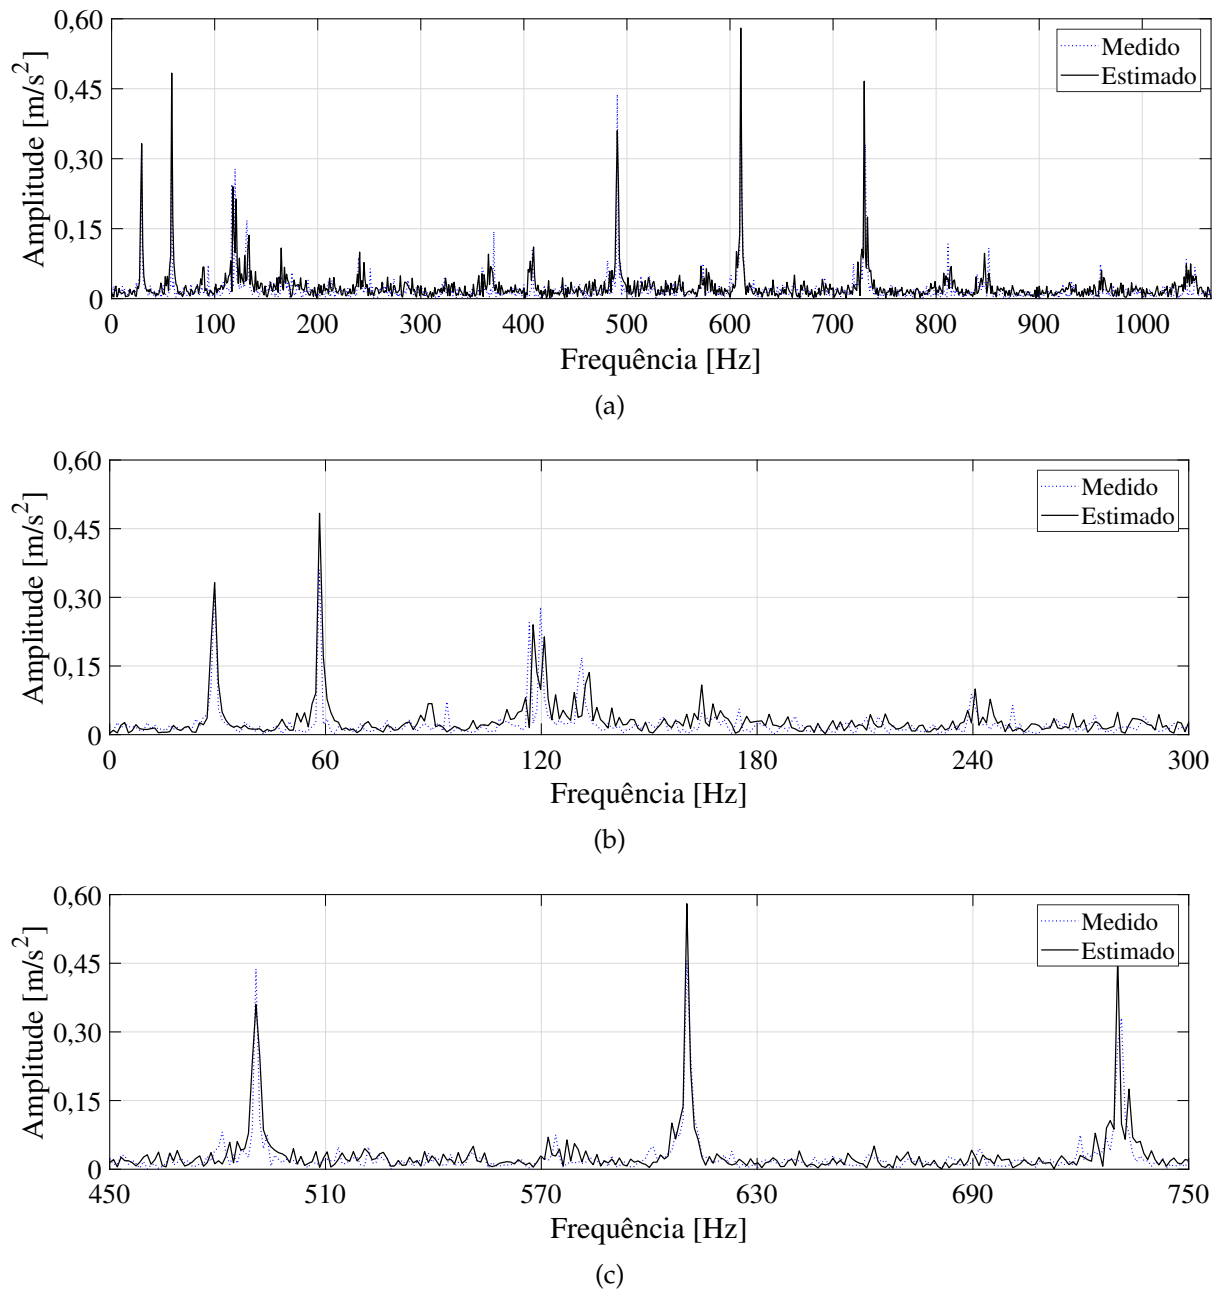 0,60
0,45
0,30
0,15
0
Amplitude [m/s²]
Medido
Estimado
0 100 200 300 400 500 600 700 800 900 1000
Frequência [Hz]
(a)
0,60
0,45
0,30
0,15
0
Amplitude [m/s²]
Medido
Estimado
0 60 120 180 240 300
Frequência [Hz]
(b)
0,60
0,45
0,30
0,15
0
Amplitude [m/s²]
Medido
Estimado
450 510 570 630 690 750
Frequência [Hz]
(c)